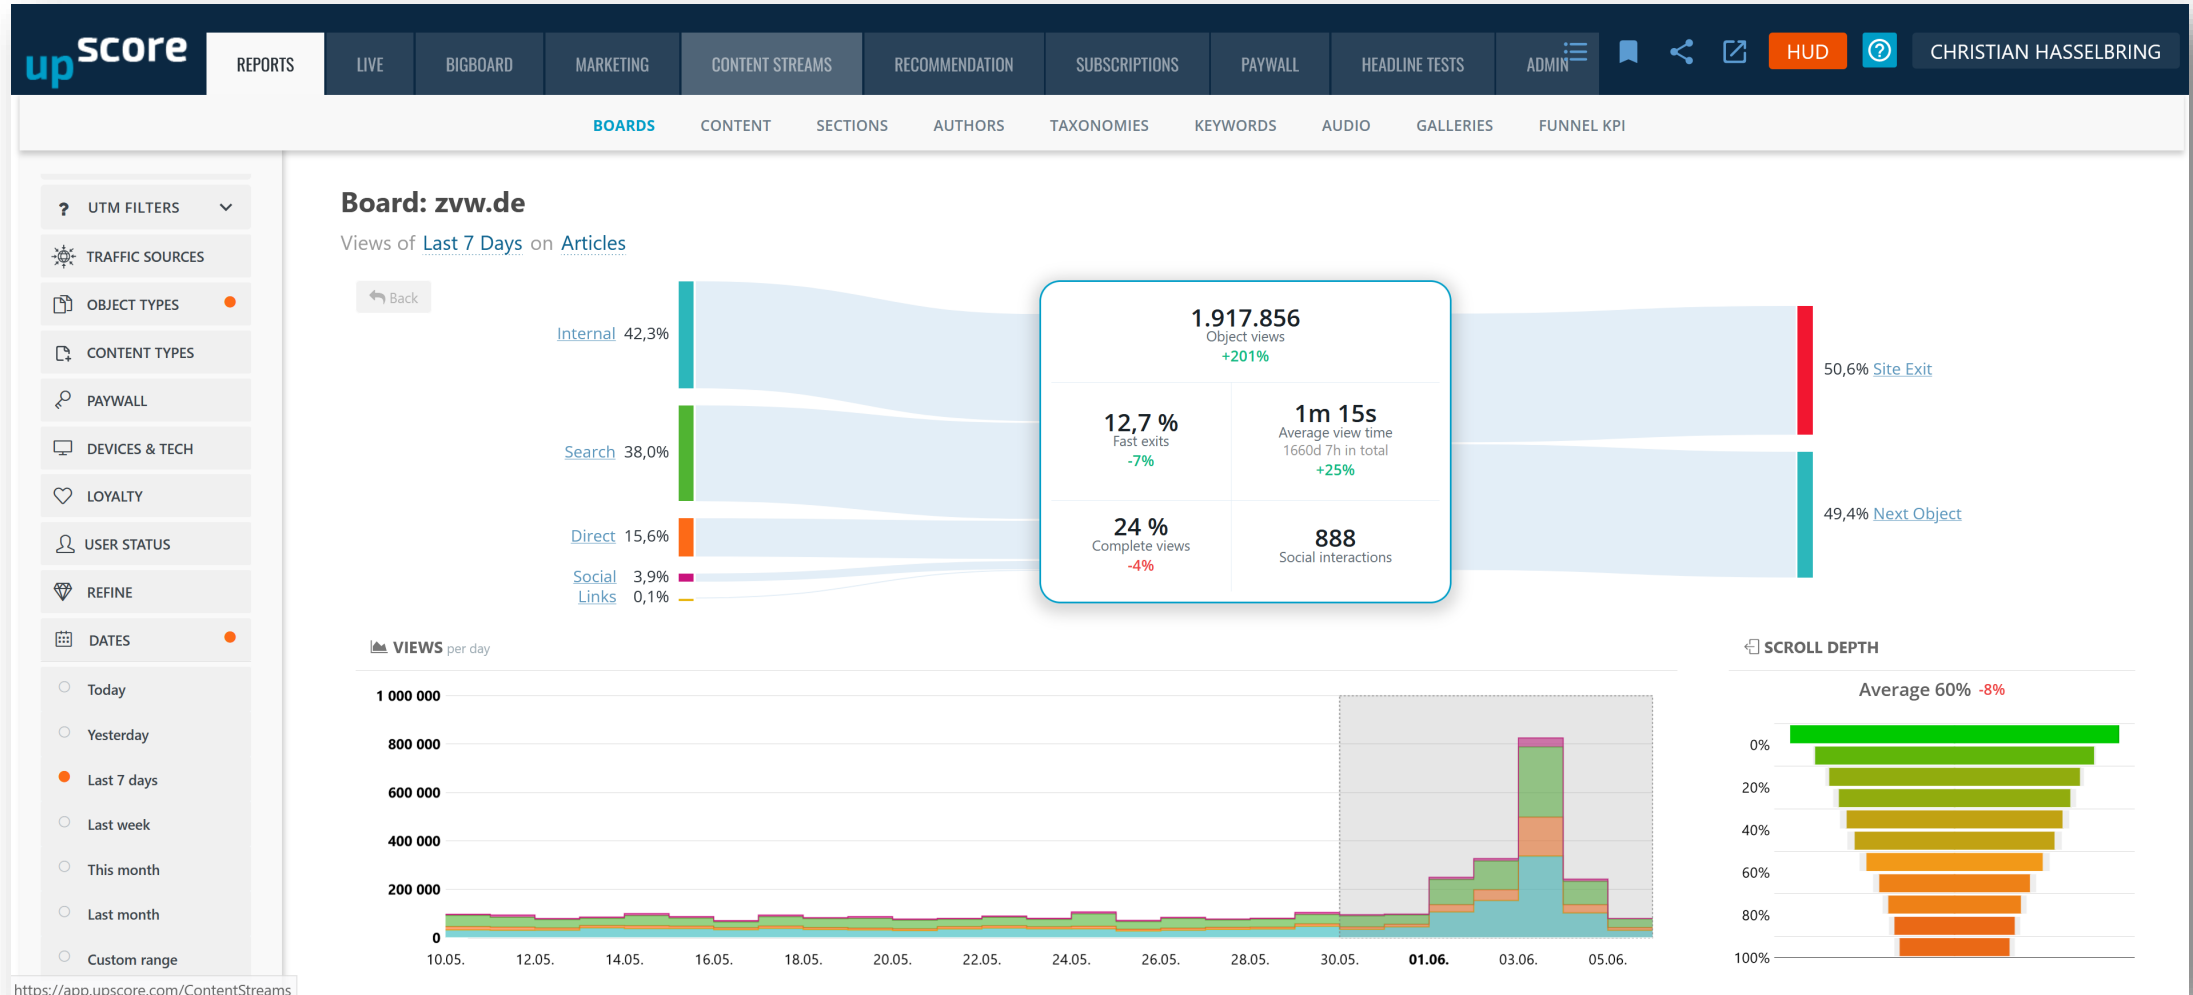 upscore
REPORTS
LIVE
BIGBOARD
MARKETING
CONTENT STREAMS
RECOMMENDATION
SUBSCRIPTIONS
PAYWALL
HEADLINE TESTS
ADMIN
HUD
?
CHRISTIAN HASSELBRING
BOARDS
CONTENT
SECTIONS
AUTHORS
TAXONOMIES
KEYWORDS
AUDIO
GALLERIES
FUNNEL KPI
? UTM FILTERS
TRAFFIC SOURCES
OBJECT TYPES
CONTENT TYPES
PAYWALL
DEVICES & TECH
LOYALTY
USER STATUS
REFINE
DATES
Today
Yesterday
Last 7 days
Last week
This month
Last month
Custom range
https://app.upscore.com/ContentStreams
Board: zvw.de
Views of Last 7 Days on Articles
Back
Internal 42,3%
Search 38,0%
Direct 15,6%
Social 3,9%
Links 0,1%
1.917.856
Object views
+201%
12,7 %
Fast exits
-7%
1m 15s
Average view time
1660d 7h in total
+25%
24 %
Complete views
-4%
888
Social interactions
50,6% Site Exit
49,4% Next Object
VIEWS per day
1 000 000
800 000
600 000
400 000
200 000
0
10.05.
12.05.
14.05.
16.05.
18.05.
20.05.
22.05.
24.05.
26.05.
28.05.
30.05.
01.06.
03.06.
05.06.
SCROLL DEPTH
Average 60% -8%
0%
20%
40%
60%
80%
100%